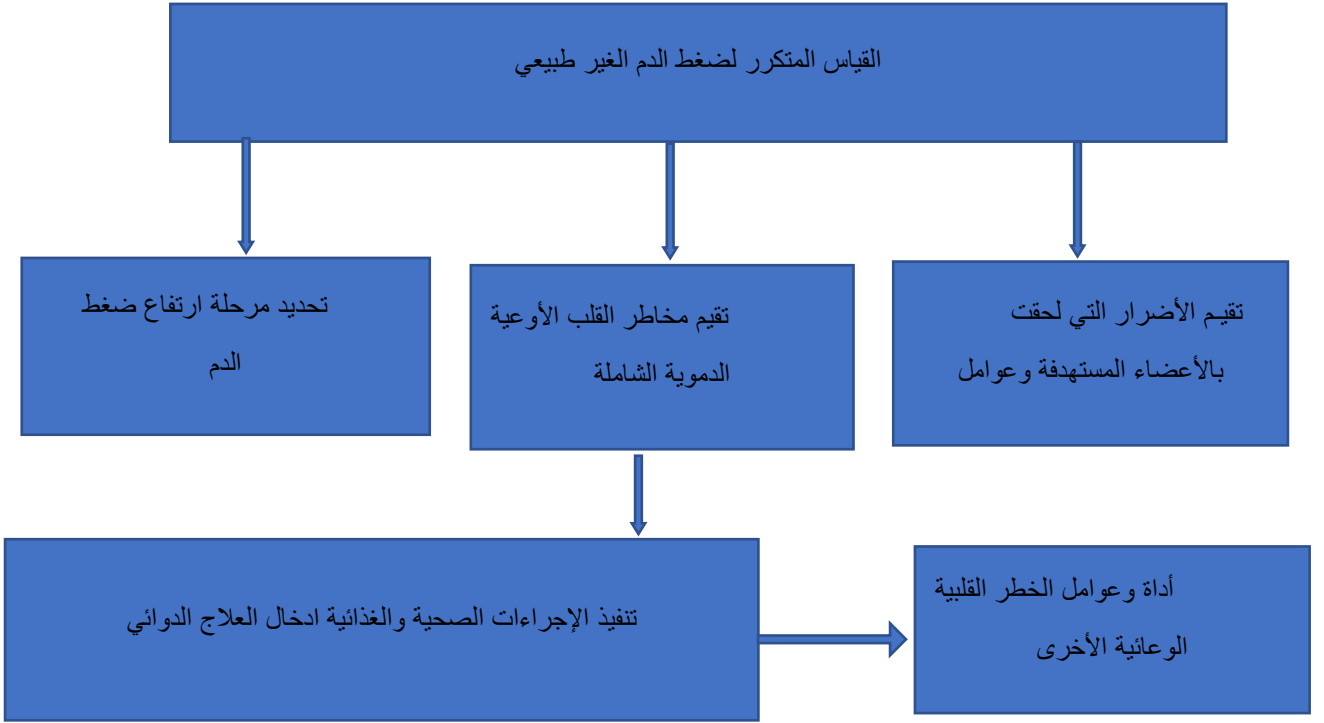 القياس المتكرر لضغط الدم الغير طبيعي
تقيم الأضرار التي لحقت
بالأعضاء المستهدفة وعوامل
تقيم مخاطر القلب الأوعية
الدموية الشاملة
تحديد مرحلة ارتفاع ضغط
الدم
تنفيذ الإجراءات الصحية والغذائية ادخال العلاج الدوائي
أداة وعوامل الخطر القلبية
الوعائية الأخرى